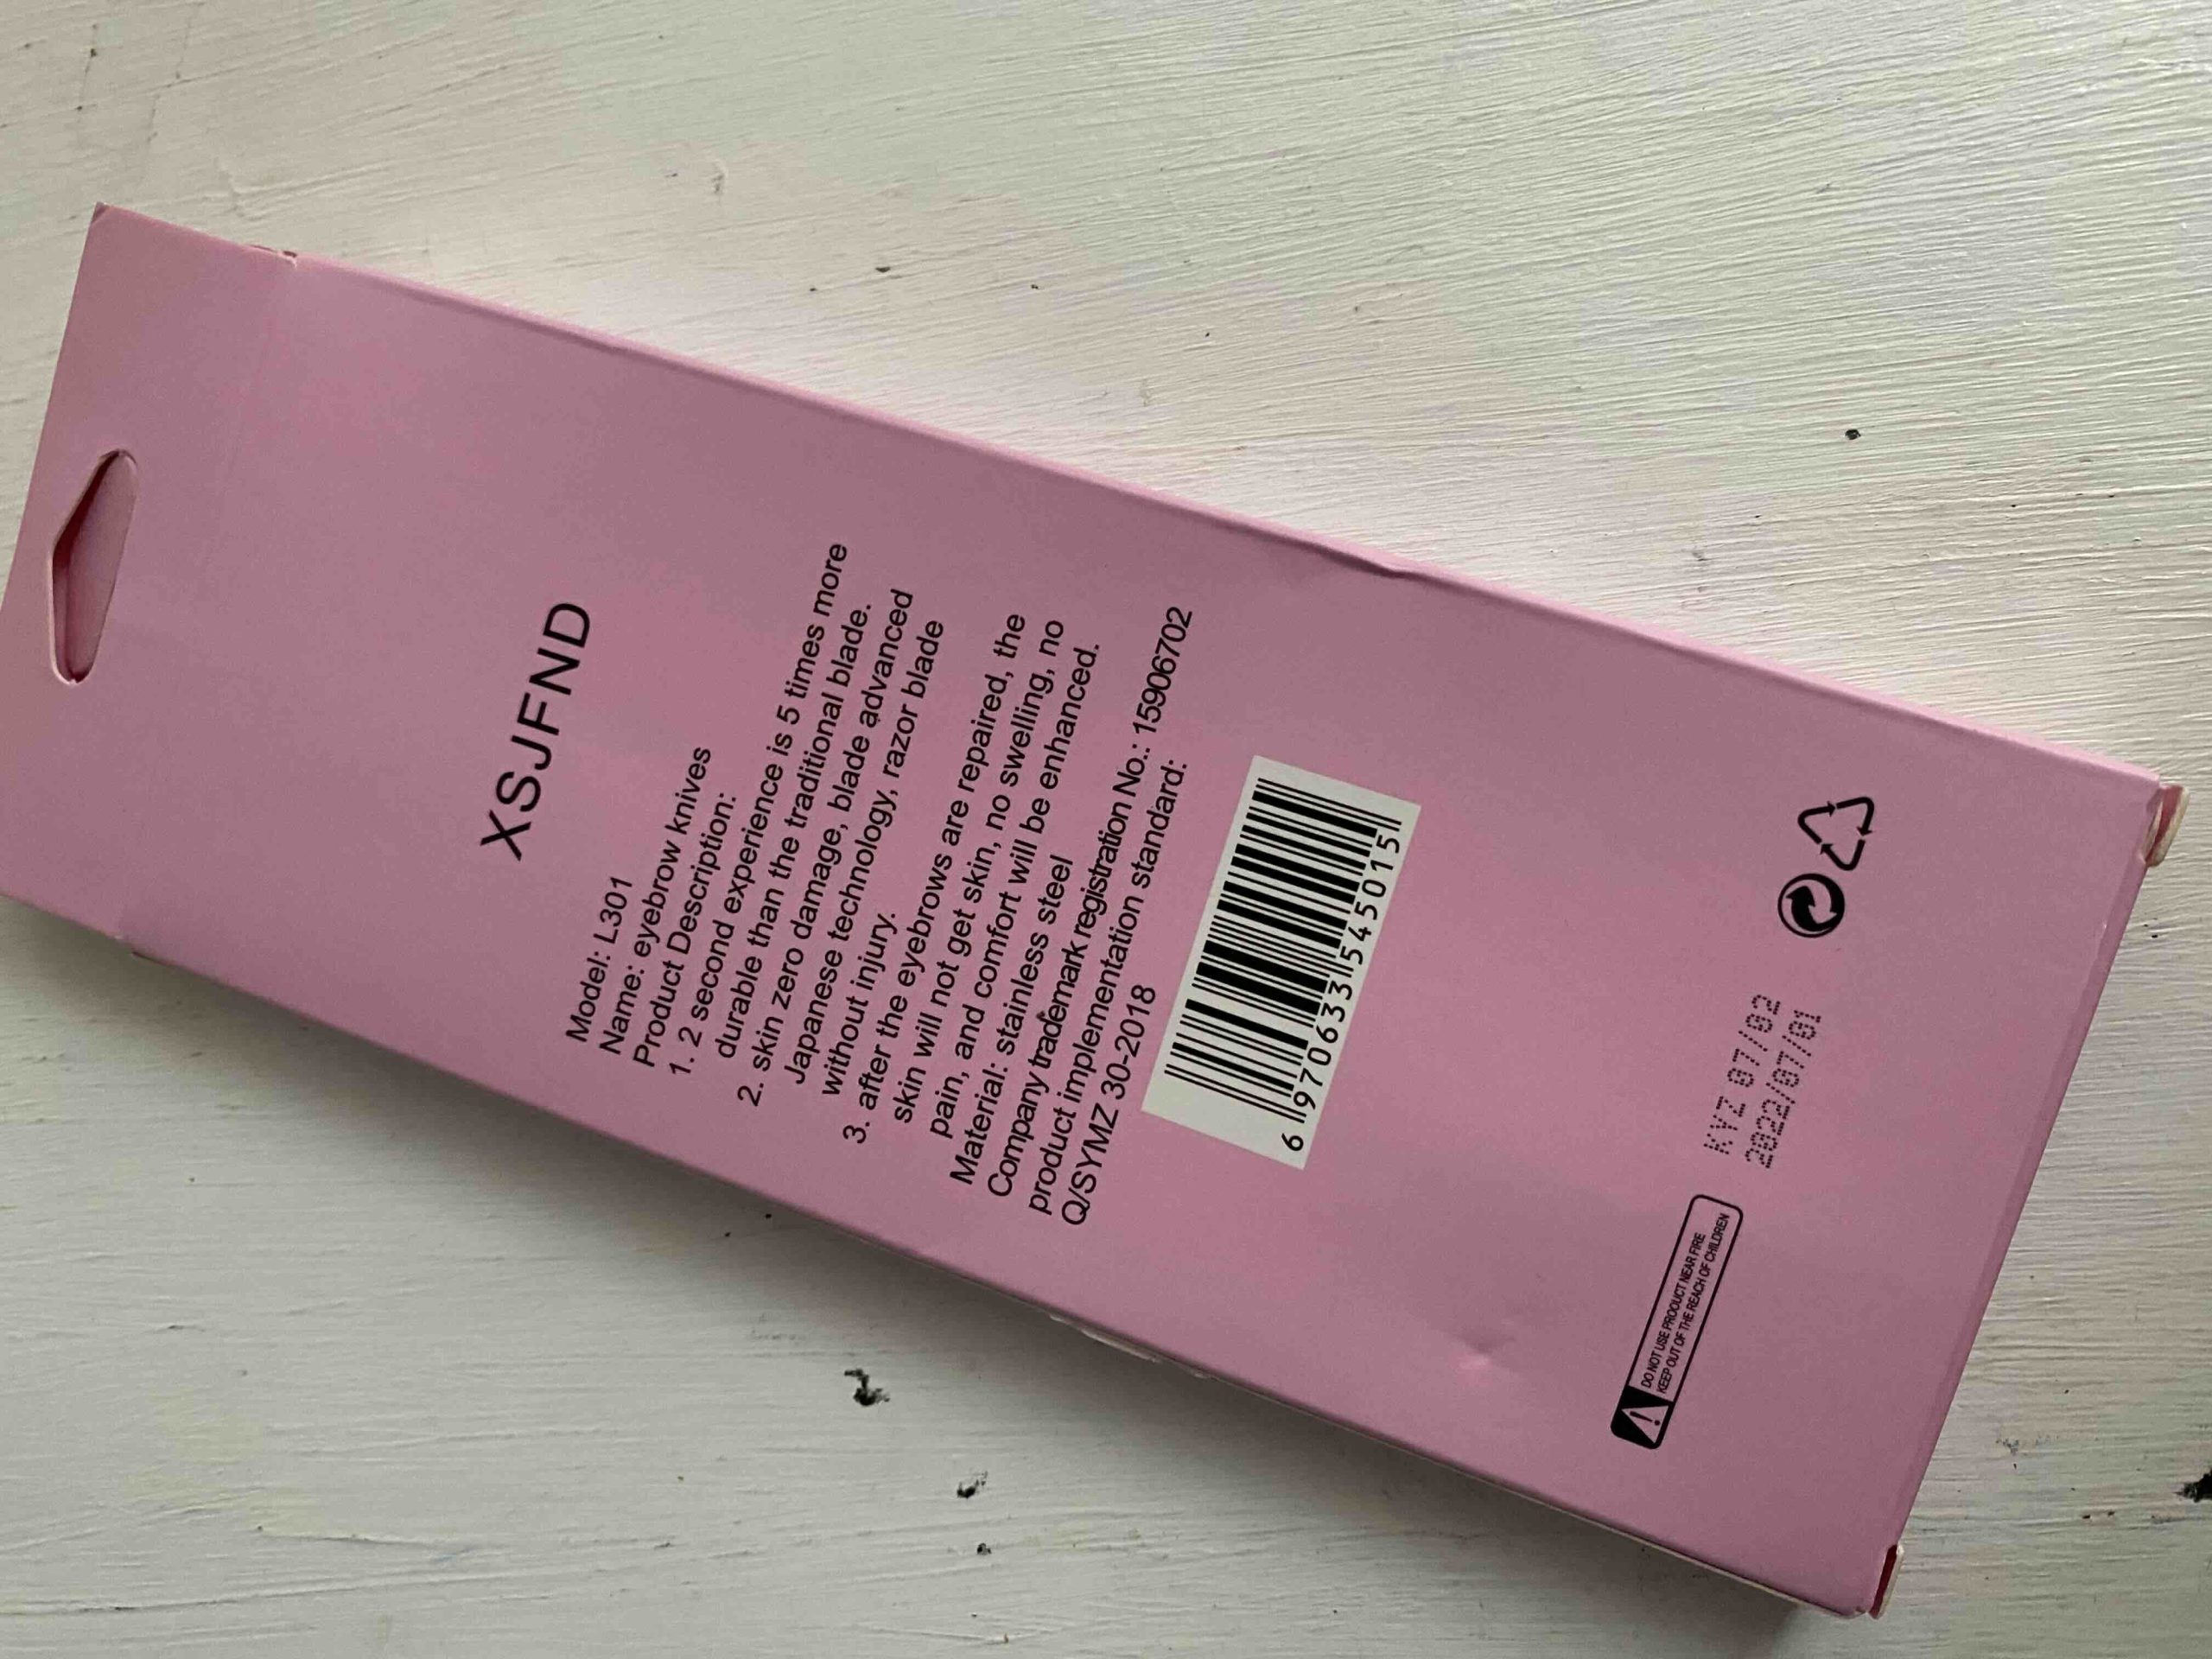 XSJFND
Model: L301
Name: eyebrow knives
Product Description:
1. 2 second experience is 5 times more
durable than the traditional blade.
2. skin zero damage, blade advanced
Japanese technology, razor blade
without injury.
3. after the eyebrows are repaired, the
skin will not get skin, no swelling, no
pain, and comfort will be enhanced.
Material: stainless steel
Company trademark registration No.: 15906702
product implementation standard:
Q/SYMZ 30-2018
6 970633 545015
DO NOT USE PRODUCT NEAR FIRE
KEEP OUT OF THE REACH OF CHILDREN
KYZ 07/02
2022/07/01